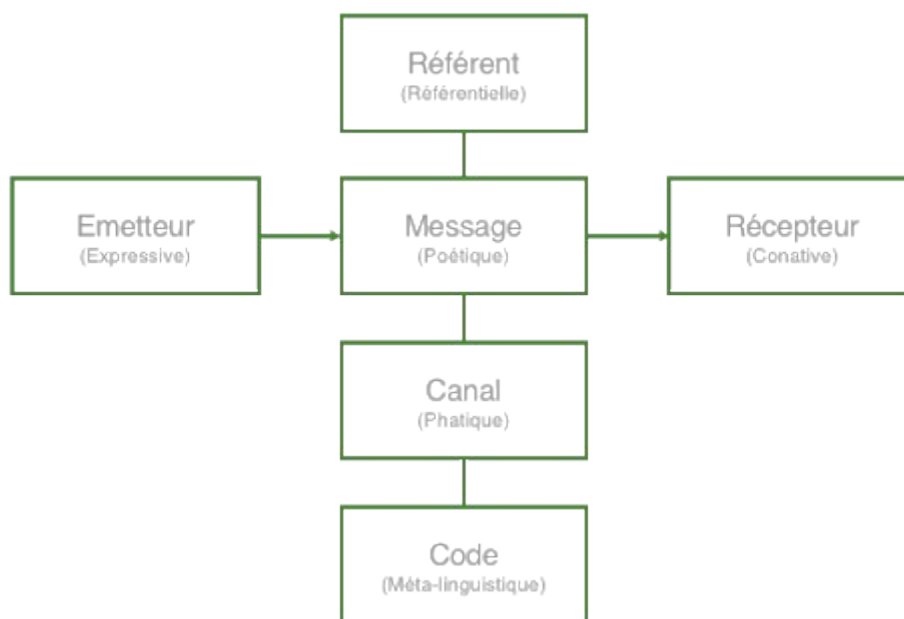 Référent
(Référentielle)
Emetteur
(Expressive)
Message
(Poétique)
Récepteur
(Conative)
Canal
(Phatique)
Code
(Méta-linguistique)